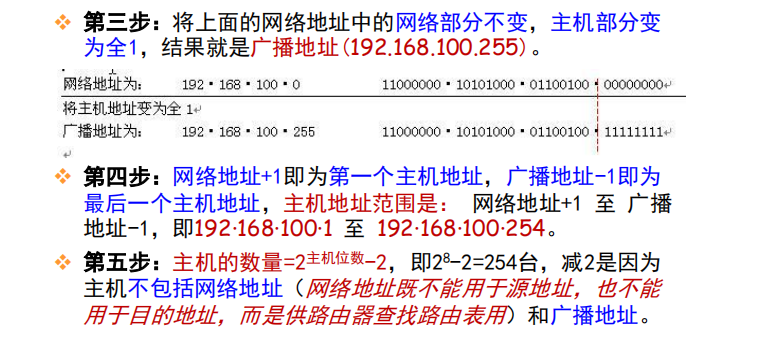 ❖ 第三步：将上面的网络地址中的网络部分不变，主机部分变
为全1，结果就是广播地址(192.168.100.255)。
网络地址为： 192·168·100·0 11000000·10101000·01100100·00000000↵
将主机地址变为全 1↵
广播地址为： 192·168·100·255 11000000·10101000·01100100·11111111↵
↵
❖ 第四步：网络地址+1即为第一个主机地址，广播地址-1即为
最后一个主机地址，主机地址范围是： 网络地址+1 至 广播
地址-1，即192·168·100·1 至 192·168·100·254。
❖ 第五步：主机的数量=2主机位数-2，即2⁸-2=254台，减2是因为
主机不包括网络地址（网络地址既不能用于源地址，也不能
用于目的地址，而是供路由器查找路由表用）和广播地址。